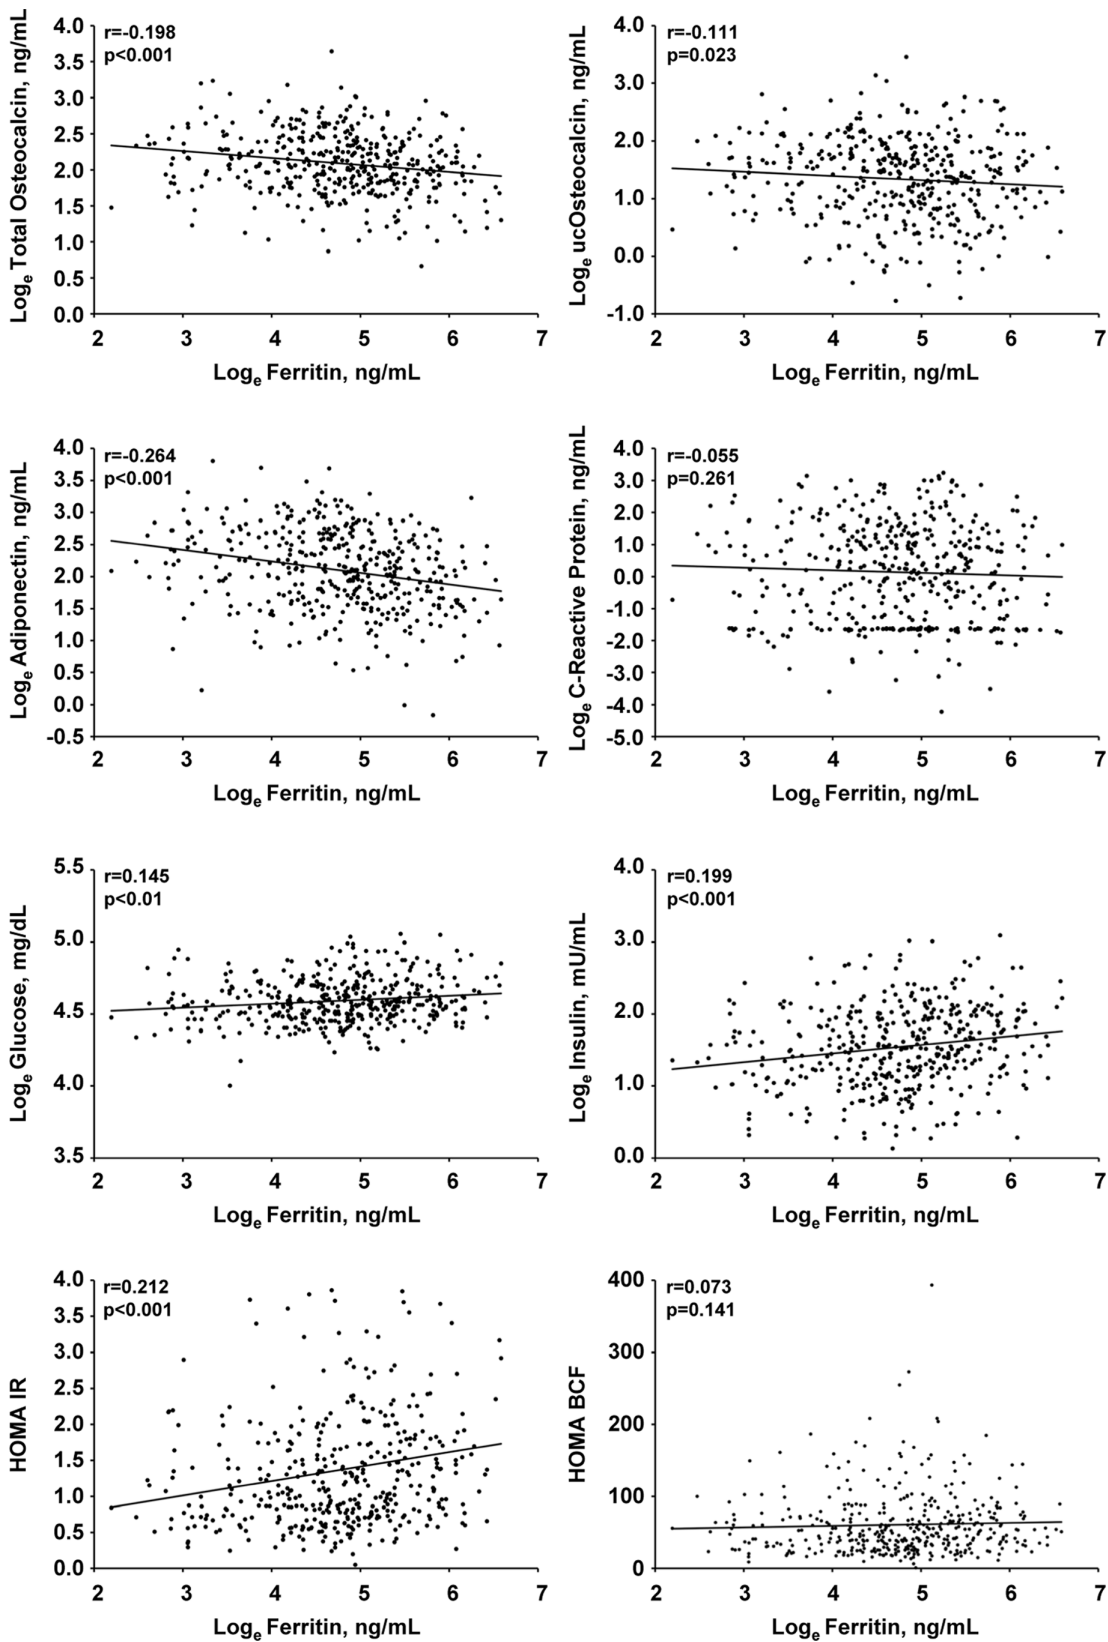 r=-0.198
p<0.001
Logₑ Total Osteocalcin, ng/mL
4.0
3.5
3.0
2.5
2.0
1.5
1.0
0.5
0.0
2 3 4 5 6 7
Logₑ Ferritin, ng/mL
r=-0.111
p=0.023
Logₑ ucOsteocalcin, ng/mL
4.0
3.0
2.0
1.0
0.0
-1.0
2 3 4 5 6 7
Logₑ Ferritin, ng/mL
r=-0.264
p<0.001
Logₑ Adiponectin, ng/mL
4.0
3.5
3.0
2.5
2.0
1.5
1.0
0.5
0.0
-0.5
2 3 4 5 6 7
Logₑ Ferritin, ng/mL
r=-0.055
p=0.261
Logₑ C-Reactive Protein, ng/mL
4.0
3.0
2.0
1.0
0.0
-1.0
-2.0
-3.0
-4.0
-5.0
2 3 4 5 6 7
Logₑ Ferritin, ng/mL
r=0.145
p<0.01
Logₑ Glucose, mg/dL
5.5
5.0
4.5
4.0
3.5
2 3 4 5 6 7
Logₑ Ferritin, ng/mL
r=0.199
p<0.001
Logₑ Insulin, mU/mL
4.0
3.0
2.0
1.0
0.0
2 3 4 5 6 7
Logₑ Ferritin, ng/mL
r=0.212
p<0.001
HOMA IR
4.0
3.5
3.0
2.5
2.0
1.5
1.0
0.5
0.0
2 3 4 5 6 7
Logₑ Ferritin, ng/mL
r=0.073
p=0.141
HOMA BCF
400
300
200
100
0
2 3 4 5 6 7
Logₑ Ferritin, ng/mL